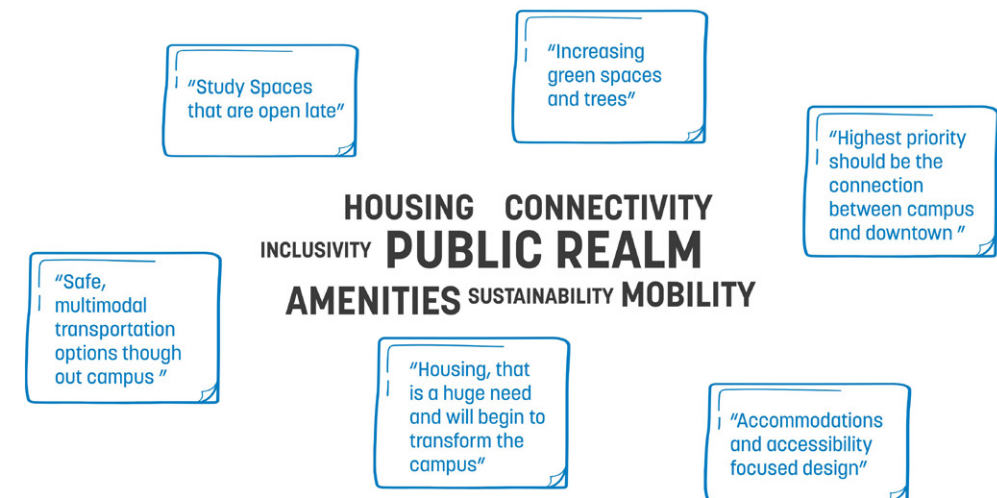 “Increasing
green spaces
and trees”
“Study Spaces
that are open late”
“Highest priority
should be the
connection
between campus
and downtown ”
HOUSING CONNECTIVITY
INCLUSIVITY PUBLIC REALM
AMENITIES SUSTAINABILITY MOBILITY
“Safe,
multimodal
transportation
options though
out campus ”
“Housing, that
is a huge need
and will begin to
transform the
campus”
“Accommodations
and accessibility
focused design”